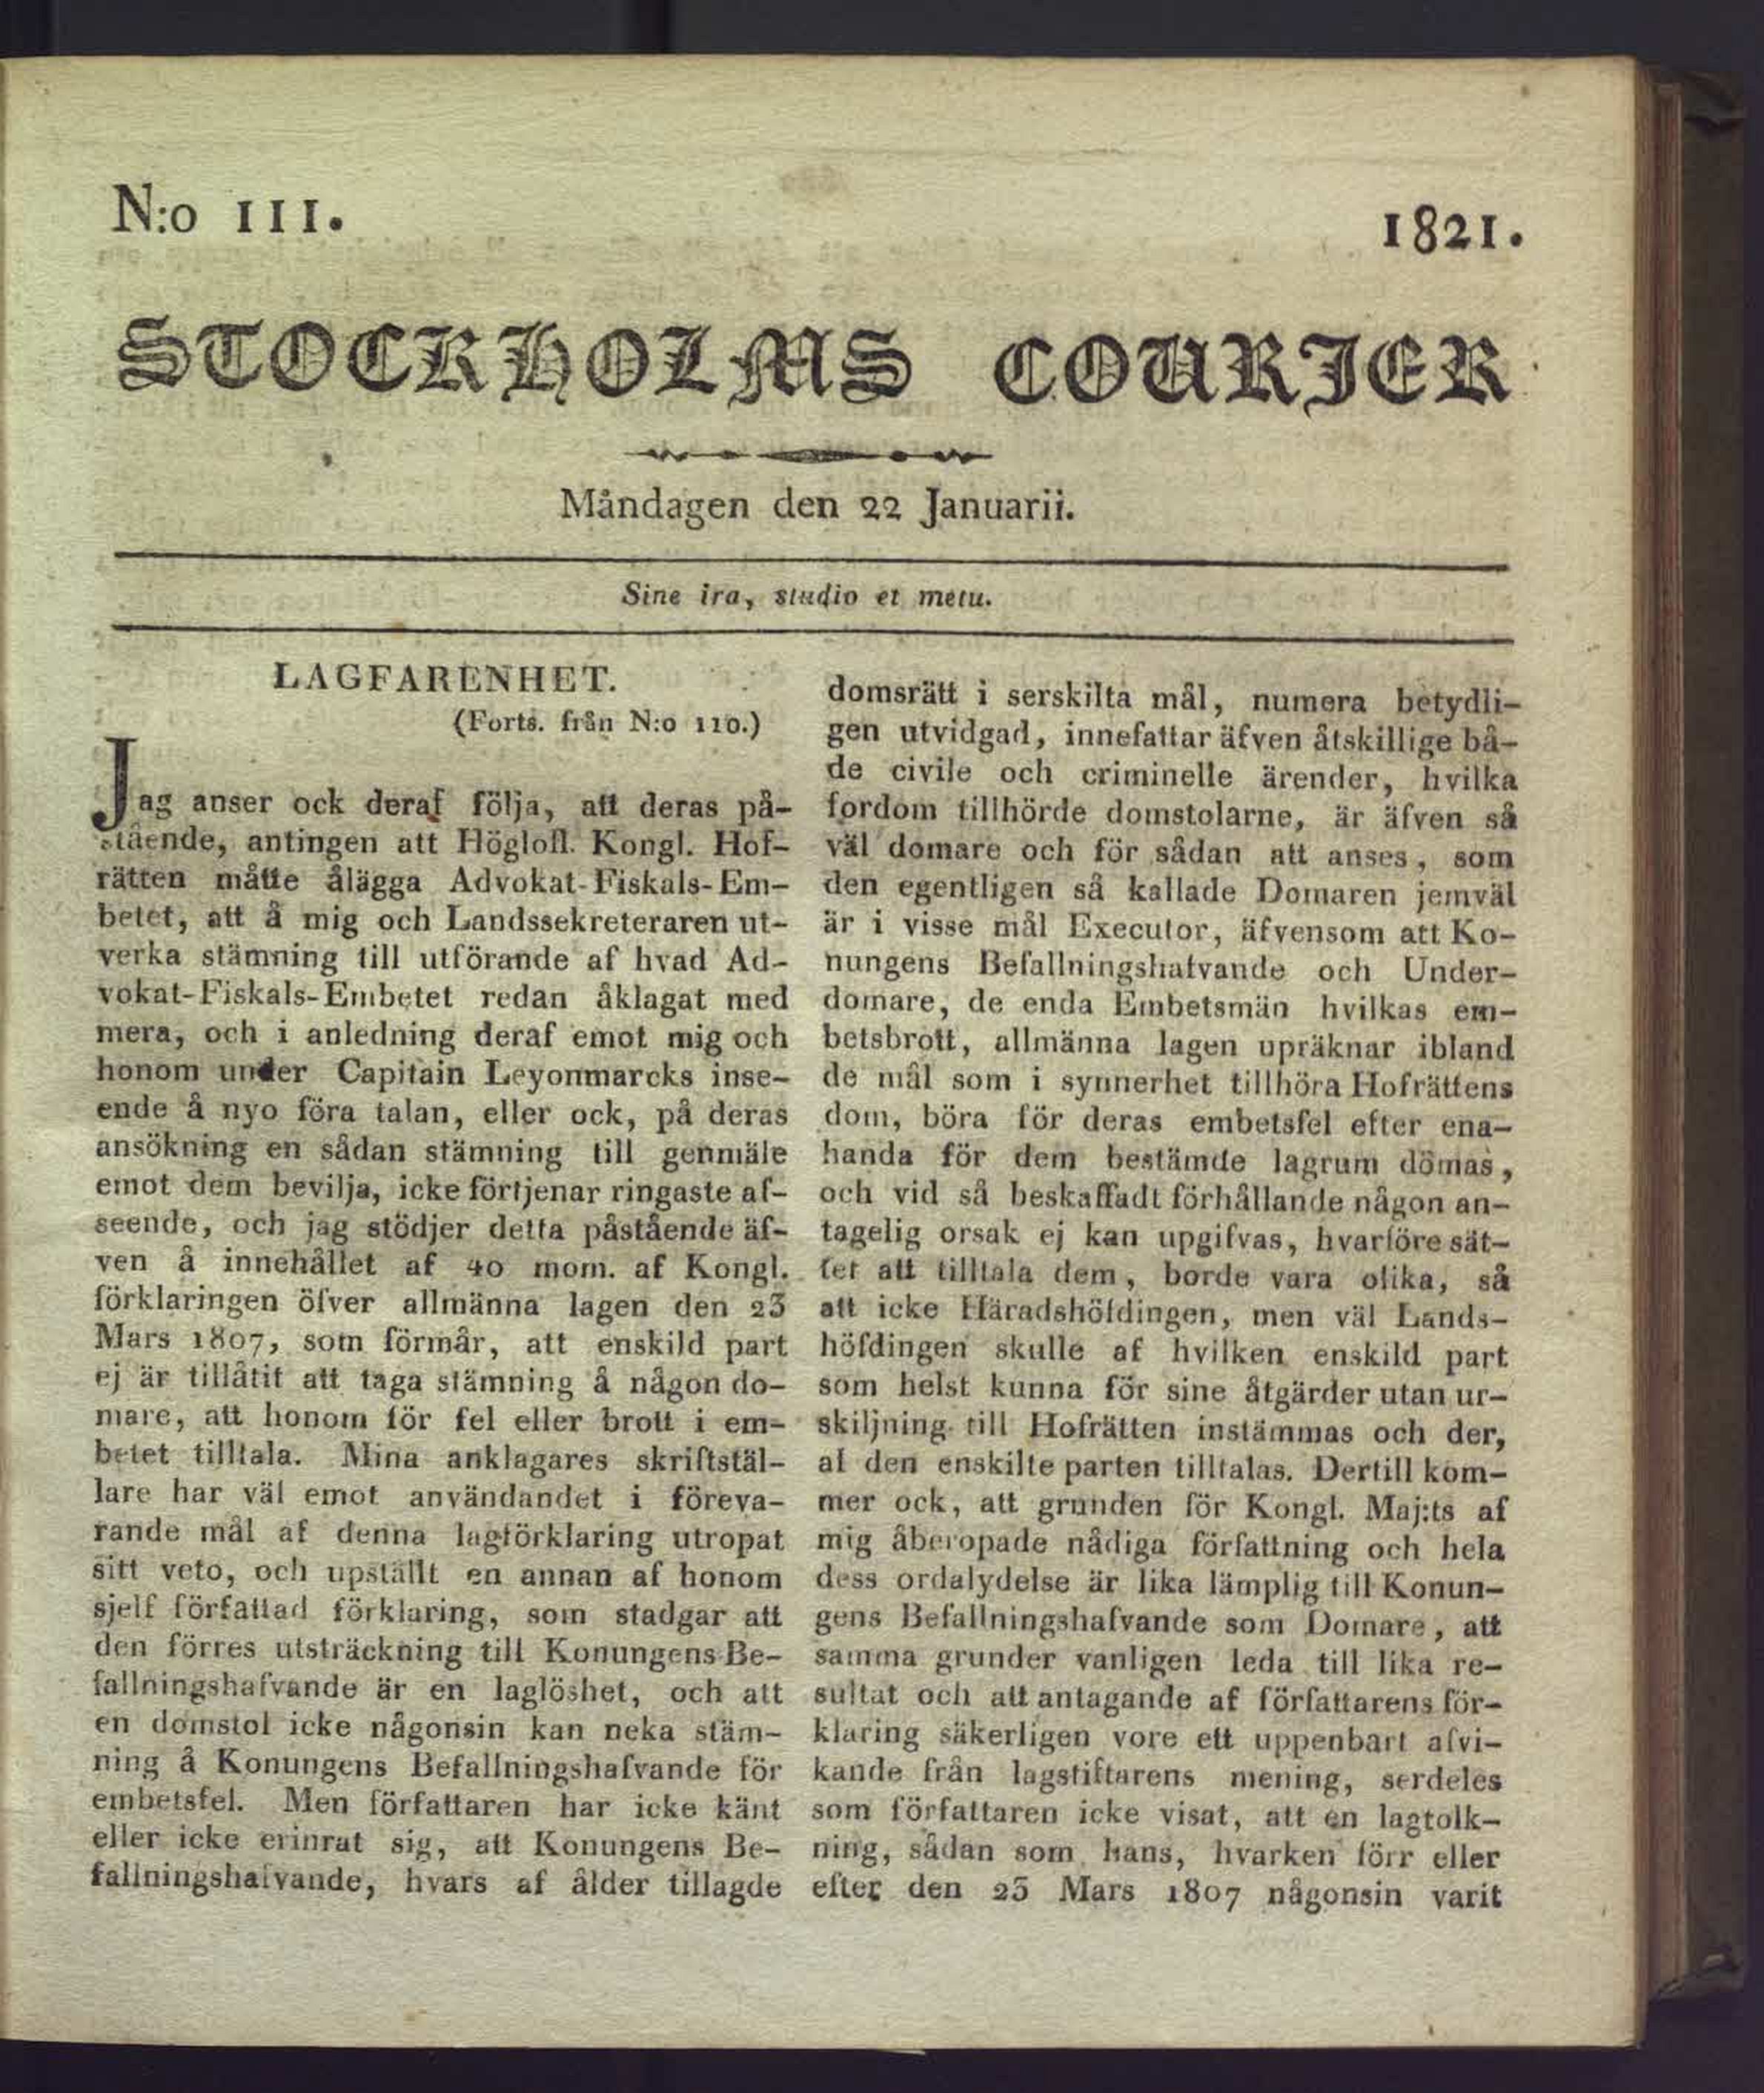 N:o 111.
1821.
STOCKHOLMS COURIER
Måndagen den 22 Januarii.
Sine ira, studio et metu.
LAGFARENHET.
(Forts. från N:o 110.)
Jag anser ock deraf följa, att deras på-
stående, antingen att Höglofl. Kongl. Hof-
rätten måtte ålägga Advokat-Fiskals-Em-
betet, att å mig och Landssekreteraren ut-
verka stämning till utförande af hvad Ad-
vokat-Fiskals-Embetet redan åklagat med
mera, och i anledning deraf emot mig och
honom under Capitain Leyonmarcks inse-
ende å nyo föra talan, eller ock, på deras
ansökning en sådan stämning till genmäle
emot dem bevilja, icke förtjenar ringaste af-
seende, och jag stödjer detta påstående äf-
ven å innehållet af 40 mom. af Kongl.
förklaringen öfver allmänna lagen den 23
Mars 1807, som förmår, att enskild part
ej är tillåtit att taga stämning å någon do-
mare, att honom för fel eller brott i em-
betet tilltala. Mina anklagares skriftstäl-
lare har väl emot användandet i föreva-
rande mål af denna lagförklaring utropat
sitt veto, och upställt en annan af honom
sjelf författad förklaring, som stadgar att
den förres utsträckning till Konungens Be-
fallningshafvande är en laglöshet, och att
en domstol icke någonsin kan neka stäm-
ning å Konungens Befallningshafvande för
embetsfel. Men författaren har icke känt
eller icke erinrat sig, att Konungens Be-
fallningshafvande, hvars af ålder tillagde
domsrätt i serskilta mål, numera betydli-
gen utvidgad, innefattar äfven åtskillige bå-
de civile och criminelle ärender, hvilka
fordom tillhörde domstolarne, är äfven så
väl domare och för sådan att anses, som
den egentligen så kallade Domaren jemväl
är i visse mål Executor, äfvensom att Ko-
nungens Befallningshafvande och Under-
domare, de enda Embetsmän hvilkas em-
betsbrott, allmänna lagen upräknar ibland
de mål som i synnerhet tillhöra Hofrättens
dom, böra för deras embetsfel efter ena-
handa för dem bestämde lagrum dömas,
och vid så beskaffadt förhållande någon an-
tagelig orsak ej kan upgifvas, hvarföre sät-
tet att tilltala dem, borde vara olika, så
att icke Häradshöfdingen, men väl Lands-
höfdingen skulle af hvilken enskild part
som helst kunna för sine åtgärder utan ur-
skiljning till Hofrätten instämmas och der,
af den enskilte parten tilltalas. Dertill kom-
mer ock, att grunden för Kongl. Maj:ts af
mig åberopade nådiga författning och hela
dess ordalydelse är lika lämplig till Konun-
gens Befallningshafvande som Domare, att
samma grunder vanligen leda till lika re-
sultat och att antagande af författarens för-
klaring säkerligen vore ett uppenbart afvi-
kande från lagstiftarens mening, serdeles
som författaren icke visat, att en lagtolk-
ning, sådan som hans, hvarken förr eller
efter den 23 Mars 1807 någonsin varit